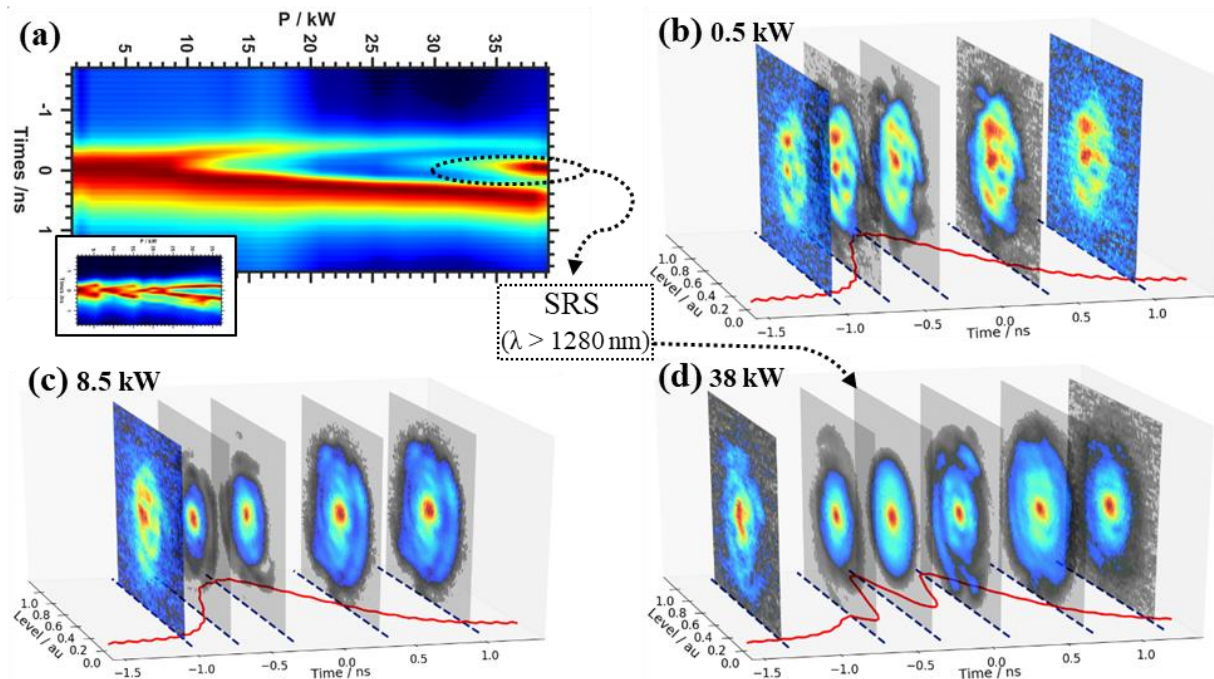 (a)
P / kW
5 10 15 20 25 30 35
Times /ns
-1
0
1
P / kW
Times /ns
SRS
(λ > 1280 nm)
(b) 0.5 kW
Level / au
0.0 0.2 0.4 0.6 0.8 1.0
−1.5 −1.0 −0.5 0.0 0.5 1.0
Time / ns
(c) 8.5 kW
Level / au
0.0 0.2 0.4 0.6 0.8 1.0
−1.5 −1.0 −0.5 0.0 0.5 1.0
Time / ns
(d) 38 kW
Level / au
0.0 0.2 0.4 0.6 0.8 1.0
−1.5 −1.0 −0.5 0.0 0.5 1.0
Time / ns